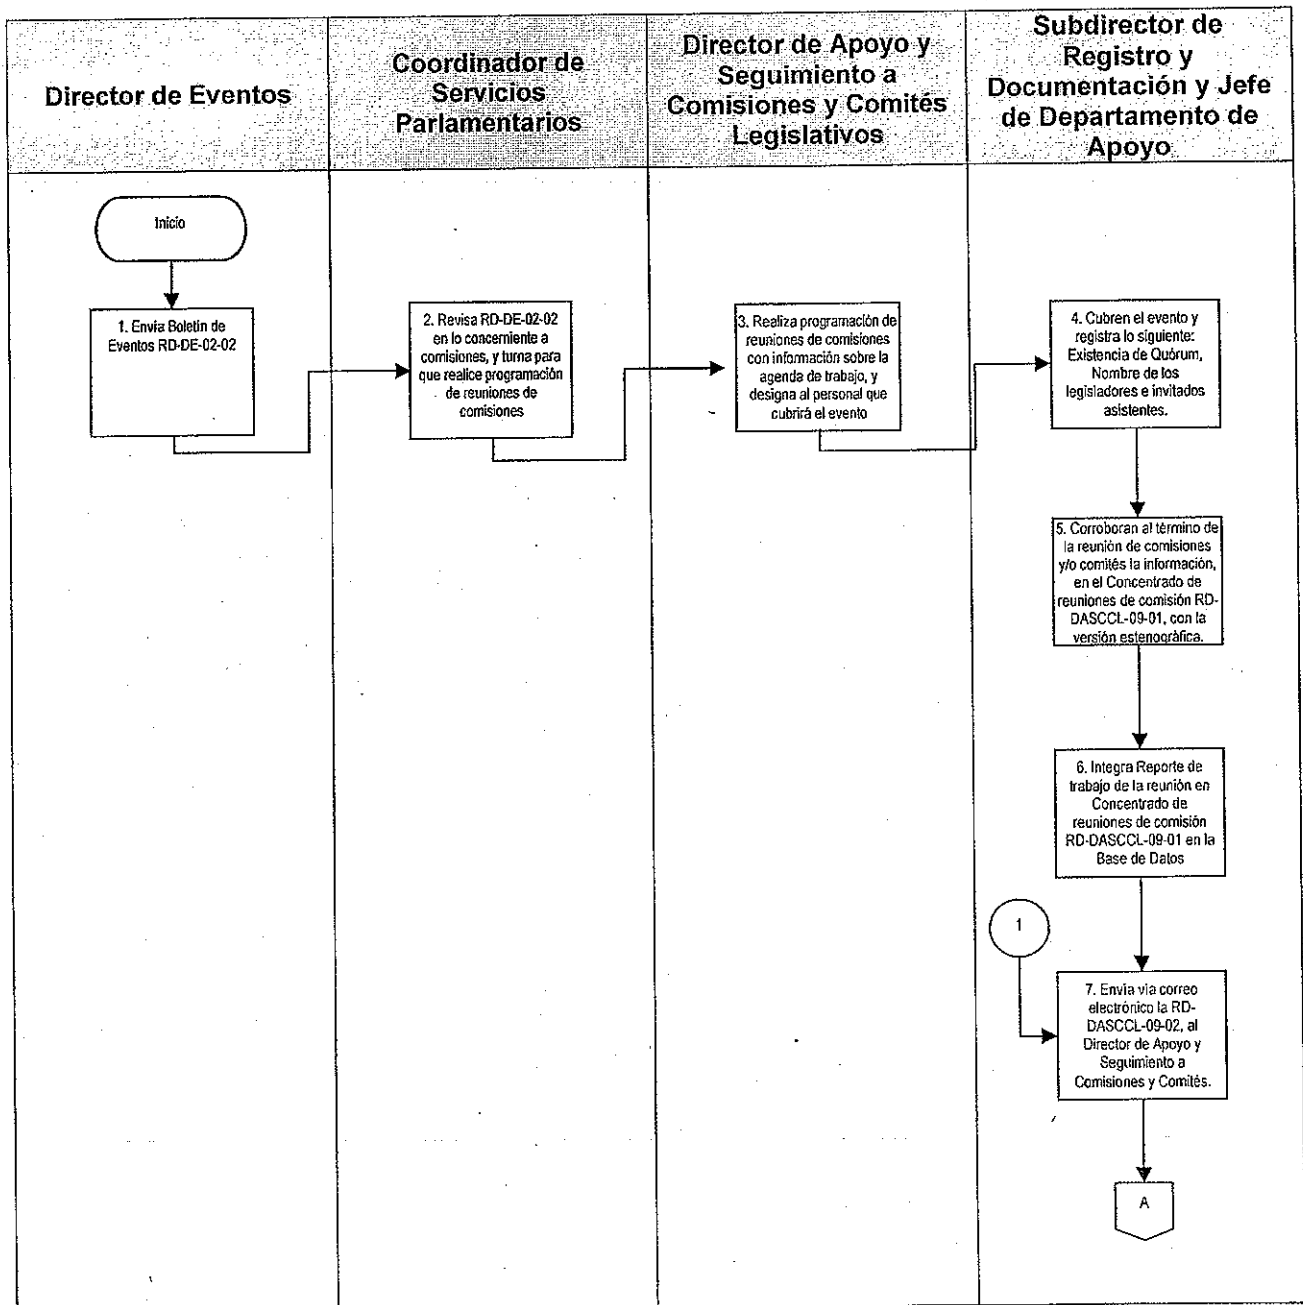 Director de Eventos
Coordinador de
Servicios
Parlamentarios
Director de Apoyo y
Seguimiento a
Comisiones y Comités
Legislativos
Subdirector de
Registro y
Documentación y Jefe
de Departamento de
Apoyo
Inicio
1. Envía Boletín de
Eventos RD-DE-02-02
2. Revisa RD-DE-02-02
en lo concerniente a
comisiones, y turna para
que realice programación
de reuniones de
comisiones
3. Realiza programación de
reuniones de comisiones
con información sobre la
agenda de trabajo, y
designa al personal que
cubrirá el evento
4. Cubren el evento y
registra lo siguiente:
Existencia de Quórum,
Nombre de los
legisladores e invitados
asistentes.
5. Corroboran al término de
la reunión de comisiones
y/o comités la información,
en el Concentrado de
reuniones de comisión RD-
DASCCL-09-01, con la
versión estenográfica.
6. Integra Reporte de
trabajo de la reunión en
Concentrado de
reuniones de comisión
RD-DASCCL-09-01 en la
Base de Datos
1
7. Envía vía correo
electrónico la RD-
DASCCL-09-02, al
Director de Apoyo y
Seguimiento a
Comisiones y Comités.
A